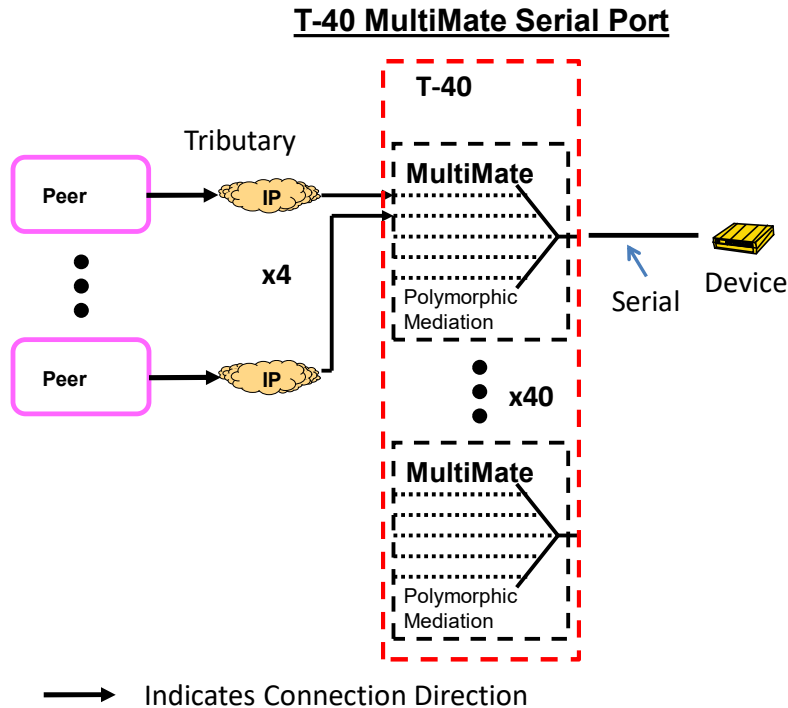 T-40 MultiMate Serial Port
T-40
Tributary
Peer
IP
MultiMate
Polymorphic
Mediation
x4
Serial
Device
Peer
IP
x40
MultiMate
Polymorphic
Mediation
Indicates Connection Direction